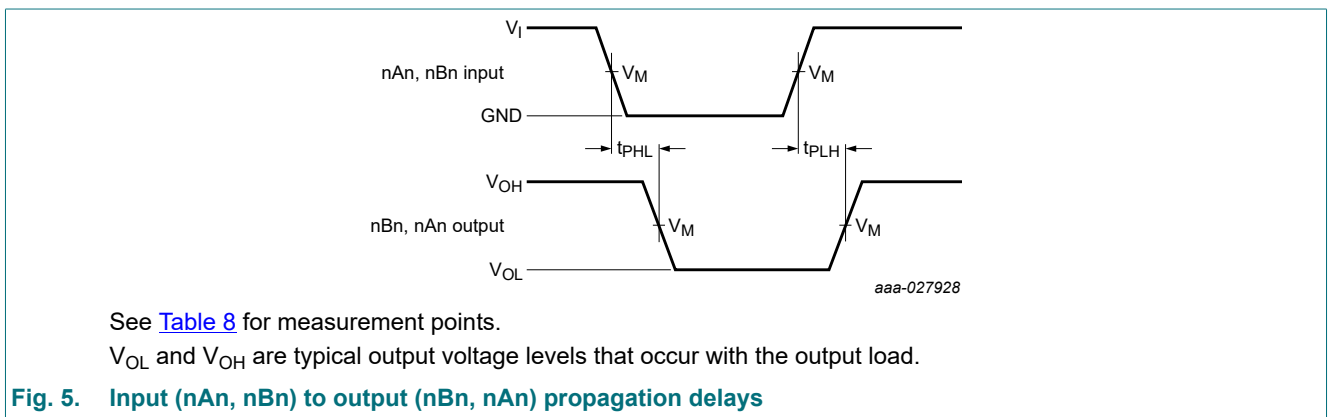 VI
nAn, nBn input
VM
VM
GND
tPHL
tPLH
VOH
nBn, nAn output
VM
VM
VOL
aaa-027928
See Table 8 for measurement points.
VOL and VOH are typical output voltage levels that occur with the output load.
Fig. 5. Input (nAn, nBn) to output (nBn, nAn) propagation delays